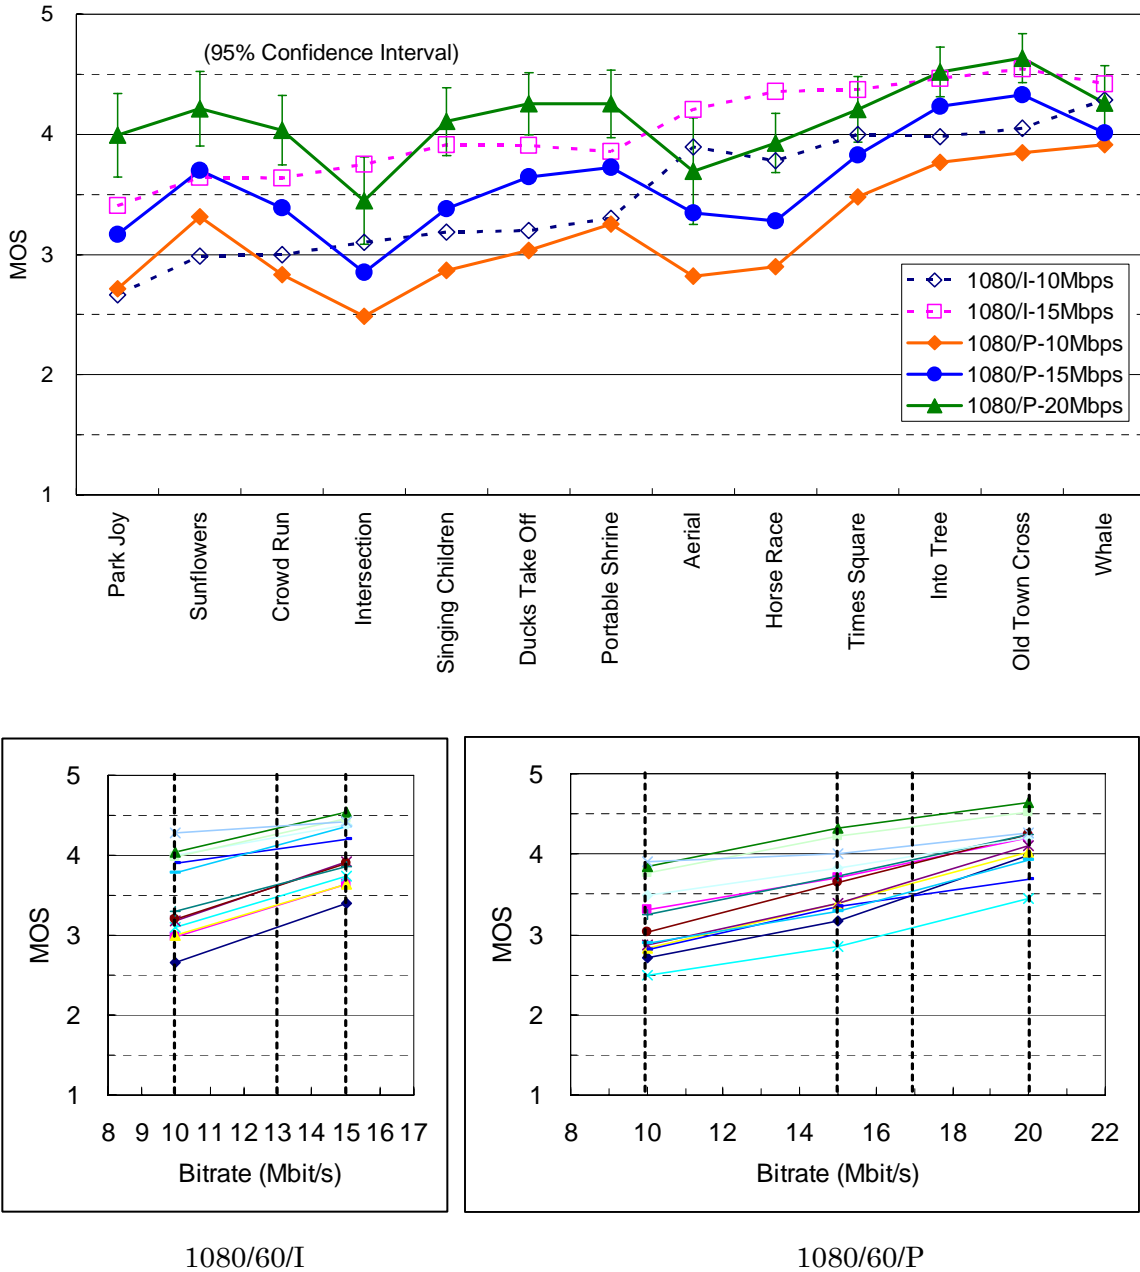 5
(95% Confidence Interval)
4
3
2
1
MOS
1080/I-10Mbps
1080/I-15Mbps
1080/P-10Mbps
1080/P-15Mbps
1080/P-20Mbps
Park Joy
Sunflowers
Crowd Run
Intersection
Singing Children
Ducks Take Off
Portable Shrine
Aerial
Horse Race
Times Square
Into Tree
Old Town Cross
Whale
5
4
3
2
1
MOS
8 9 10 11 12 13 14 15 16 17
Bitrate (Mbit/s)
1080/60/I
5
4
3
2
1
MOS
8 10 12 14 16 18 20 22
Bitrate (Mbit/s)
1080/60/P